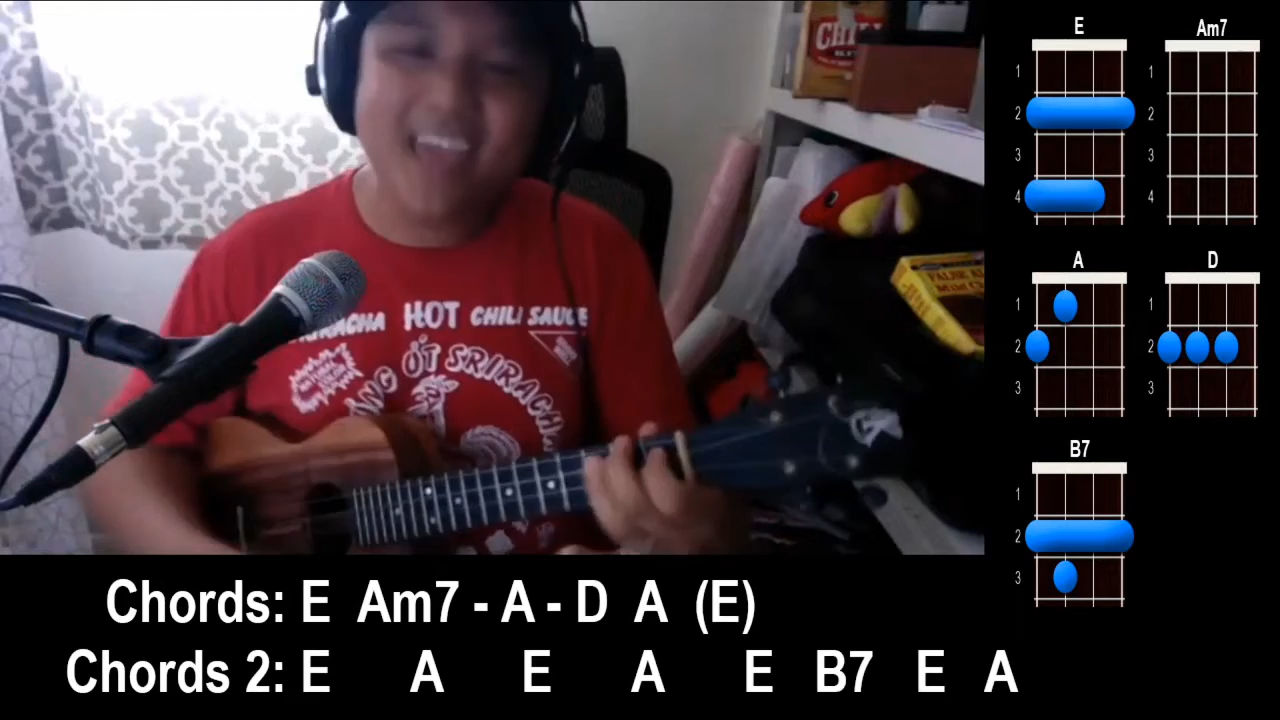 E Am7
1 1
2 2
3 3
4 4
A D
1 1
2 2
3 3
B7
1
2
3
CHILI
HOT CHILI SAUCE
SRIRACHA
Chords: E Am7 - A - D A (E)
Chords 2: E A E A E B7 E A